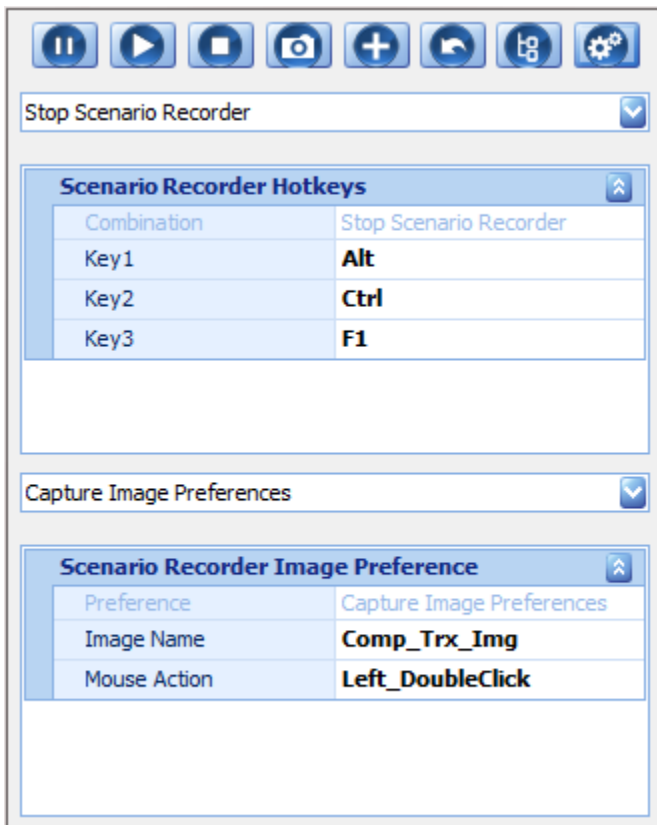 Stop Scenario Recorder
Scenario Recorder Hotkeys
Combination Stop Scenario Recorder
Key1 Alt
Key2 Ctrl
Key3 F1
Capture Image Preferences
Scenario Recorder Image Preference
Preference Capture Image Preferences
Image Name Comp_Trx_Img
Mouse Action Left_DoubleClick